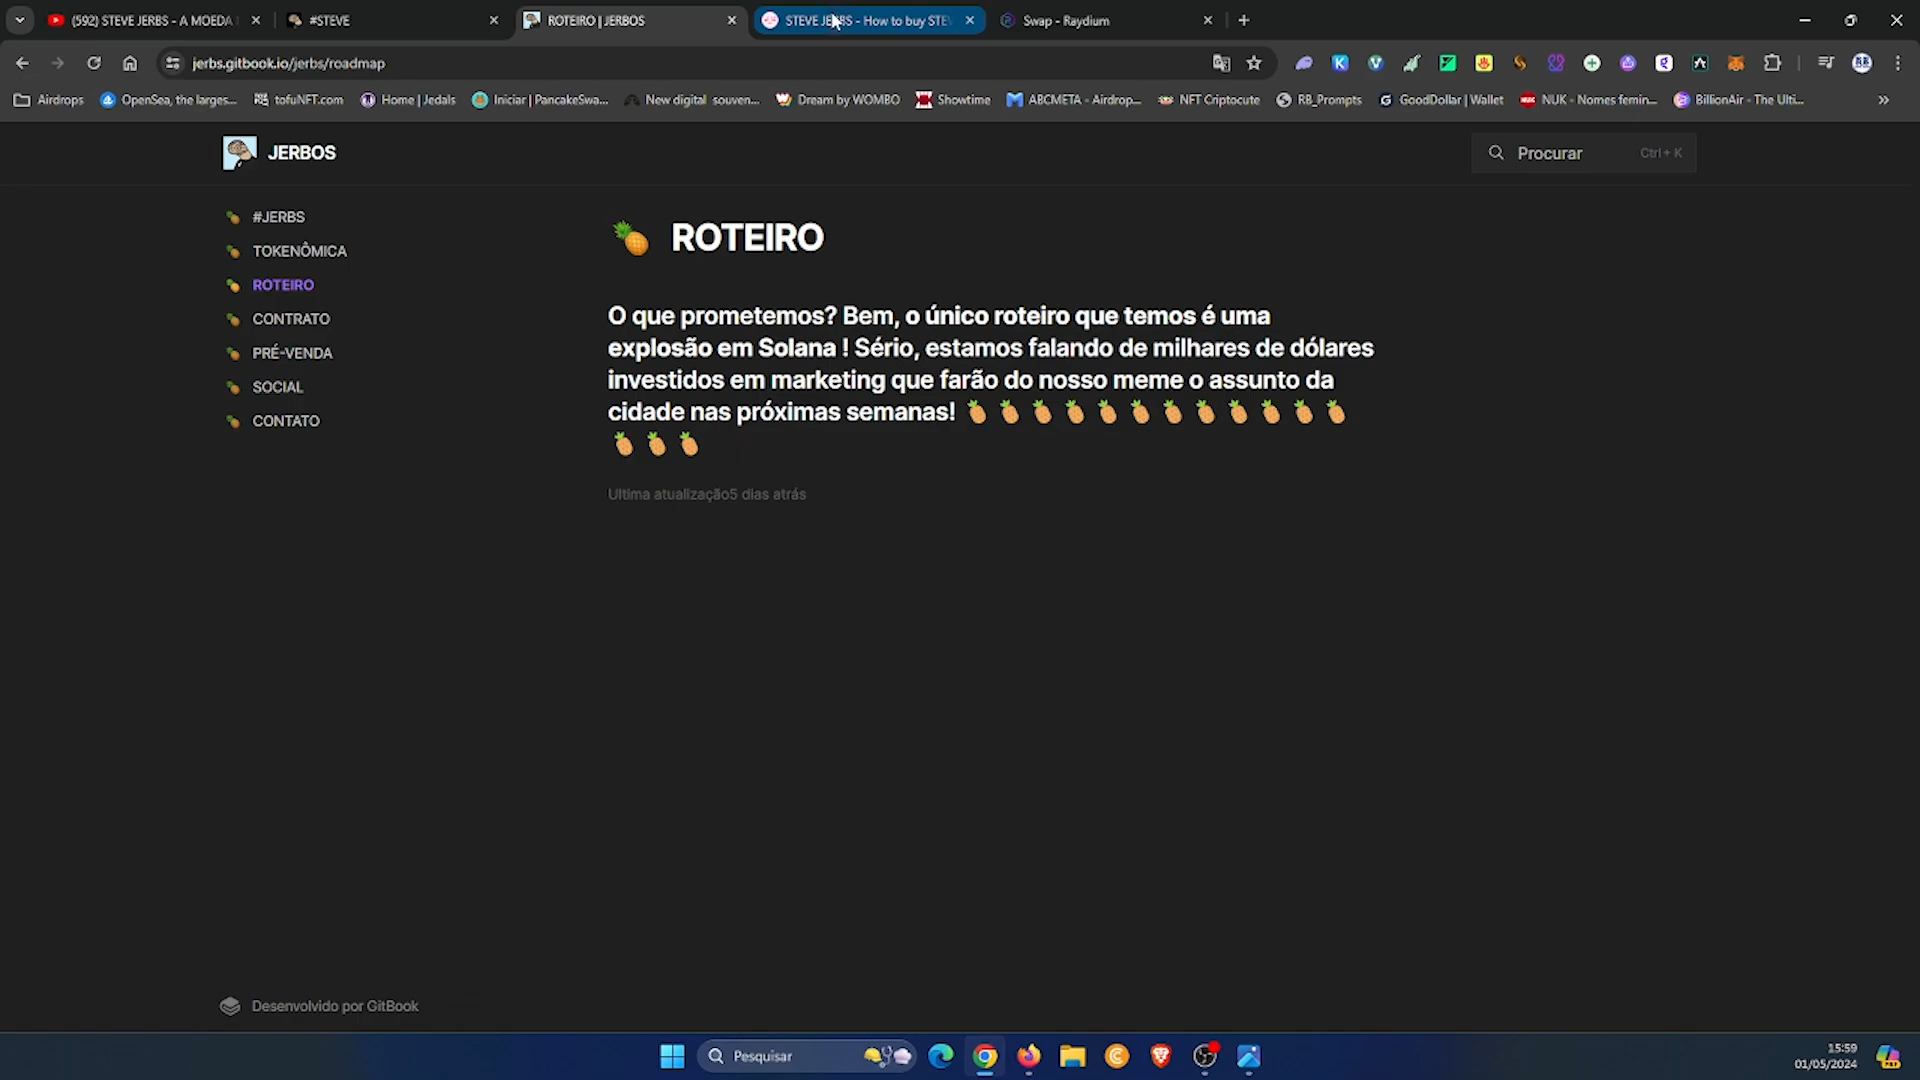 (592) STEVE JERBS - A MOEDA
#STEVE
ROTEIRO | JERBOS
STEVE JERBS - How to buy STEV
Swap - Raydium
jerbs.gitbook.io/jerbs/roadmap
Airdrops
OpenSea, the larges...
tofuNFT.com
Home | Jedals
Iniciar | PancakeSwa...
New digital souven...
Dream by WOMBO
Showtime
ABCMETA - Airdrop...
NFT Criptocute
RB_Prompts
GoodDollar | Wallet
NUK - Nomes femin...
BillionAir - The Ulti...
JERBOS
Procurar
Ctrl + K
#JERBS
TOKENÔMICA
ROTEIRO
CONTRATO
PRÉ-VENDA
SOCIAL
CONTATO
ROTEIRO
O que prometemos? Bem, o único roteiro que temos é uma
explosão em Solana ! Sério, estamos falando de milhares de dólares
investidos em marketing que farão do nosso meme o assunto da
cidade nas próximas semanas! 🍍 🍍 🍍 🍍 🍍 🍍 🍍 🍍 🍍 🍍 🍍 🍍
🍍 🍍 🍍
Ultima atualização5 dias atrás
Desenvolvido por GitBook
Pesquisar
15:59
01/05/2024